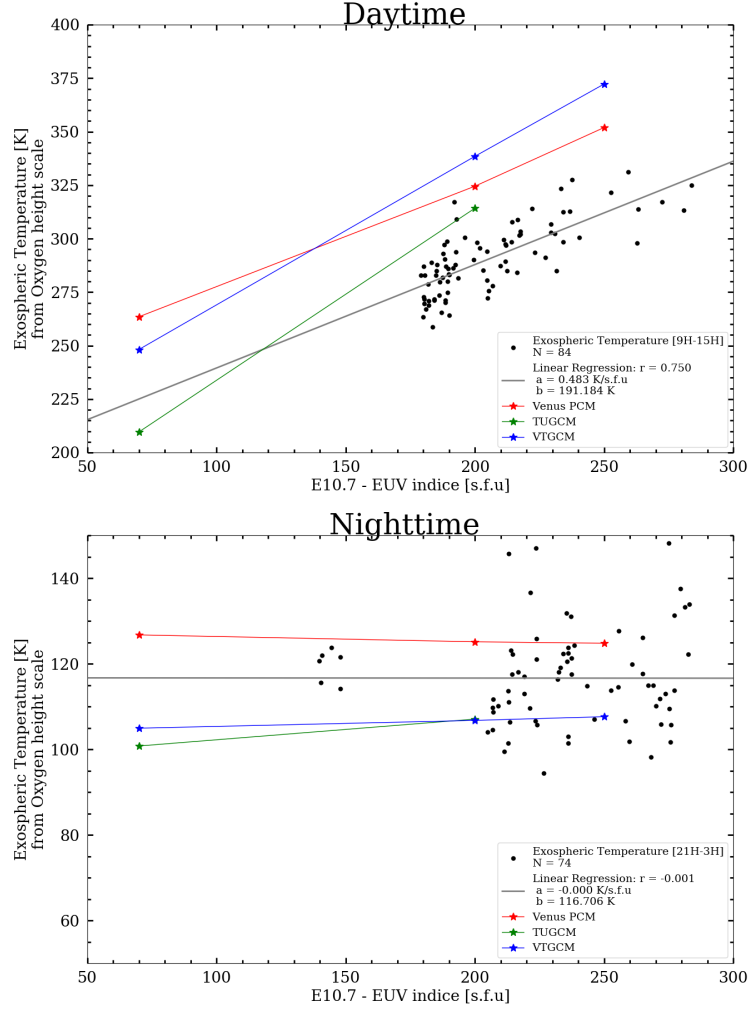 Daytime
400
375
350
325
300
275
250
225
200
Exospheric Temperature [K]
from Oxygen height scale
Exospheric Temperature [9H-15H]
N = 84
Linear Regression: r = 0.750
a = 0.483 K/s.f.u
b = 191.184 K
Venus PCM
TUGCM
VTGCM
50 100 150 200 250 300
E10.7 - EUV indice [s.f.u]
Nighttime
140
120
100
80
60
Exospheric Temperature [K]
from Oxygen height scale
Exospheric Temperature [21H-3H]
N = 74
Linear Regression: r = -0.001
a = -0.000 K/s.f.u
b = 116.706 K
Venus PCM
TUGCM
VTGCM
50 100 150 200 250 300
E10.7 - EUV indice [s.f.u]